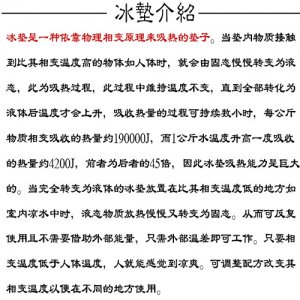 冰墊介紹
冰垫是一种依靠物理相变原理来吸热的垫子。当垫内物质接触
到比其相变温度高的物体如人体时，就会由固态慢慢转变为液
态，此为吸热过程，此过程中维持温度不变，直到全部转化为
液体后温度才会上升，吸收热量的过程可持续数小时，每公斤
物质相变吸收的热量约190000J，而1公斤水温度升高一度吸收
的热量约4200J，前者为后者的45倍，因此冰垫吸热能力是巨大
的。当完全转变为液体的冰垫放置在比其相变温度低的地方如
室内凉水中时，液态物质放热慢慢又转变为固态。从而可反复
使用且不需要借助外部能量，只需外部温差即可工作。只要相
变温度低于人体温度，人就能感觉到凉爽。可调整配方改变其
相变温度以便在不同的地方使用。